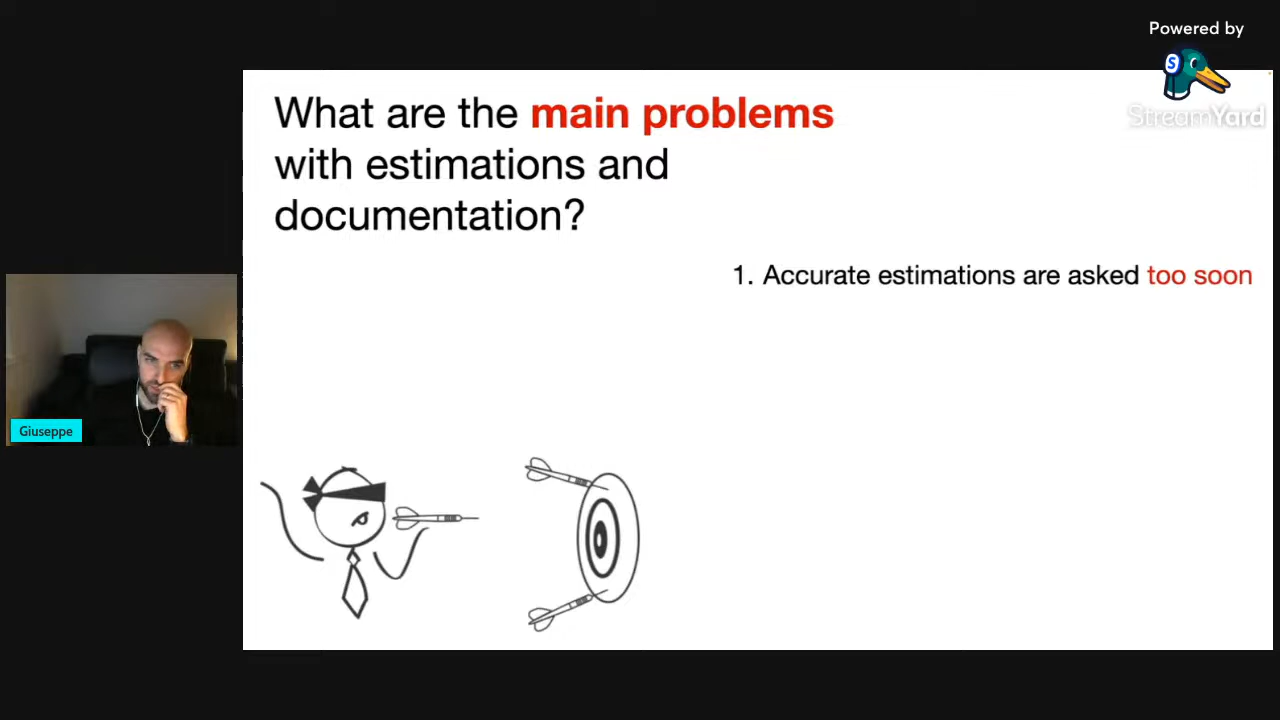 Powered by
S
StreamYard
What are the main problems
with estimations and
documentation?
1. Accurate estimations are asked too soon
Giuseppe